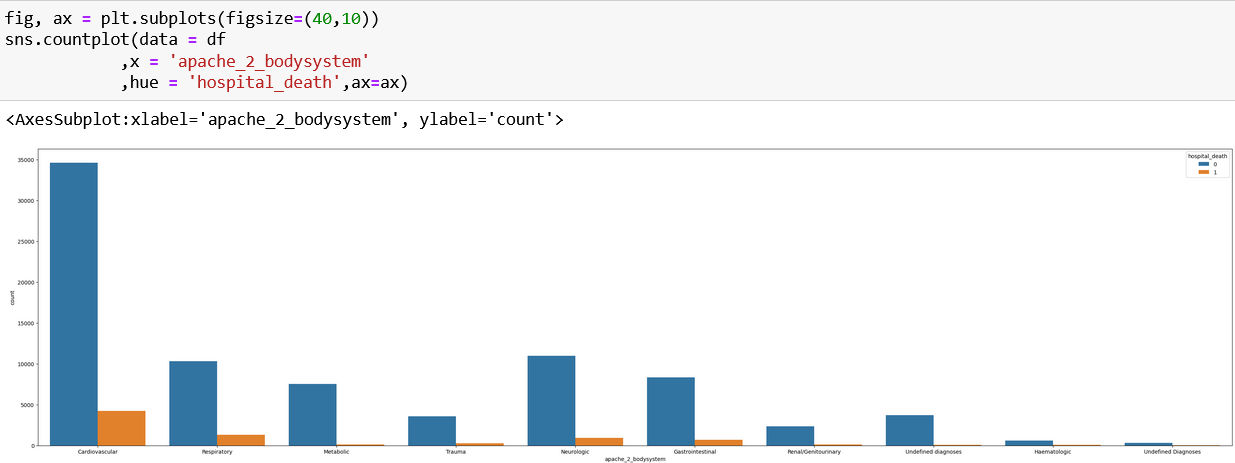 fig, ax = plt.subplots(figsize=(40,10))
sns.countplot(data = df
,x = 'apache_2_bodysystem'
,hue = 'hospital_death',ax=ax)
<AxesSubplot:xlabel='apache_2_bodysystem', ylabel='count'>
hospital_death
0
1
35000
30000
25000
20000
15000
10000
5000
0
count
Cardiovascular Respiratory Metabolic Trauma Neurologic Gastrointestinal Renal/Genitourinary Undefined diagnoses Haematologic Undefined Diagnoses
apache_2_bodysystem